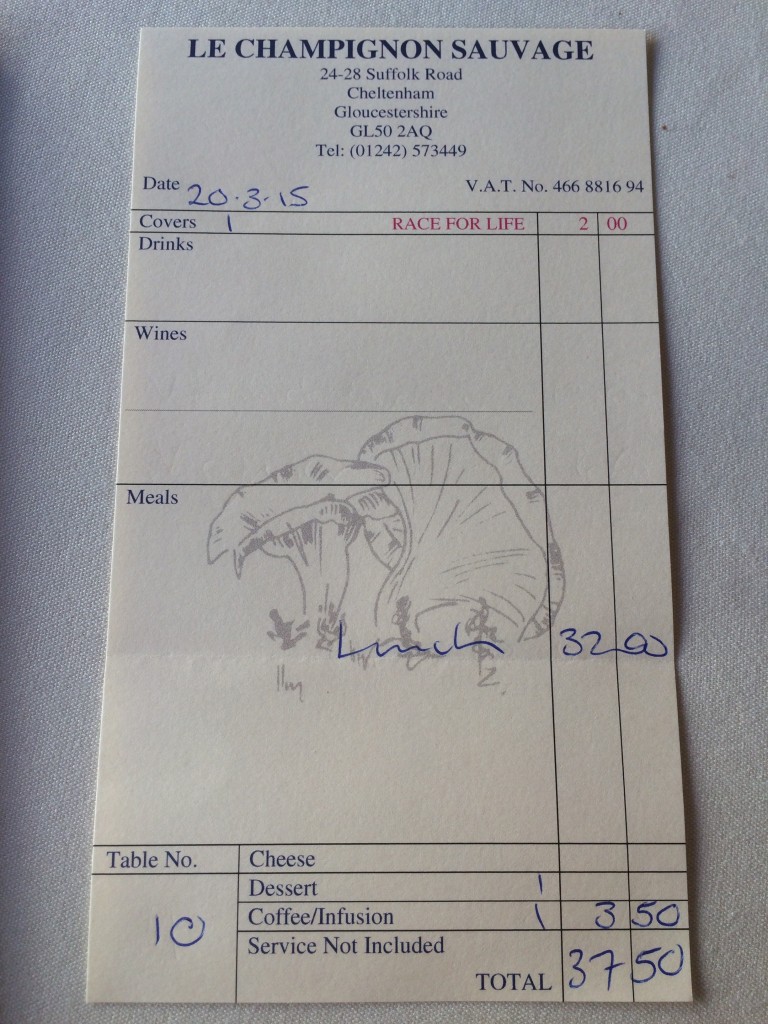 LE CHAMPIGNON SAUVAGE
24-28 Suffolk Road
Cheltenham
Gloucestershire
GL50 2AQ
Tel: (01242) 573449
Date 20.3.15 V.A.T. No. 466 8816 94
Covers 1 RACE FOR LIFE 2 00
Drinks
Wines
Meals
Lunch 32 00
Table No. Cheese
Dessert 1
10 Coffee/Infusion 1 3 50
Service Not Included
TOTAL 37 50